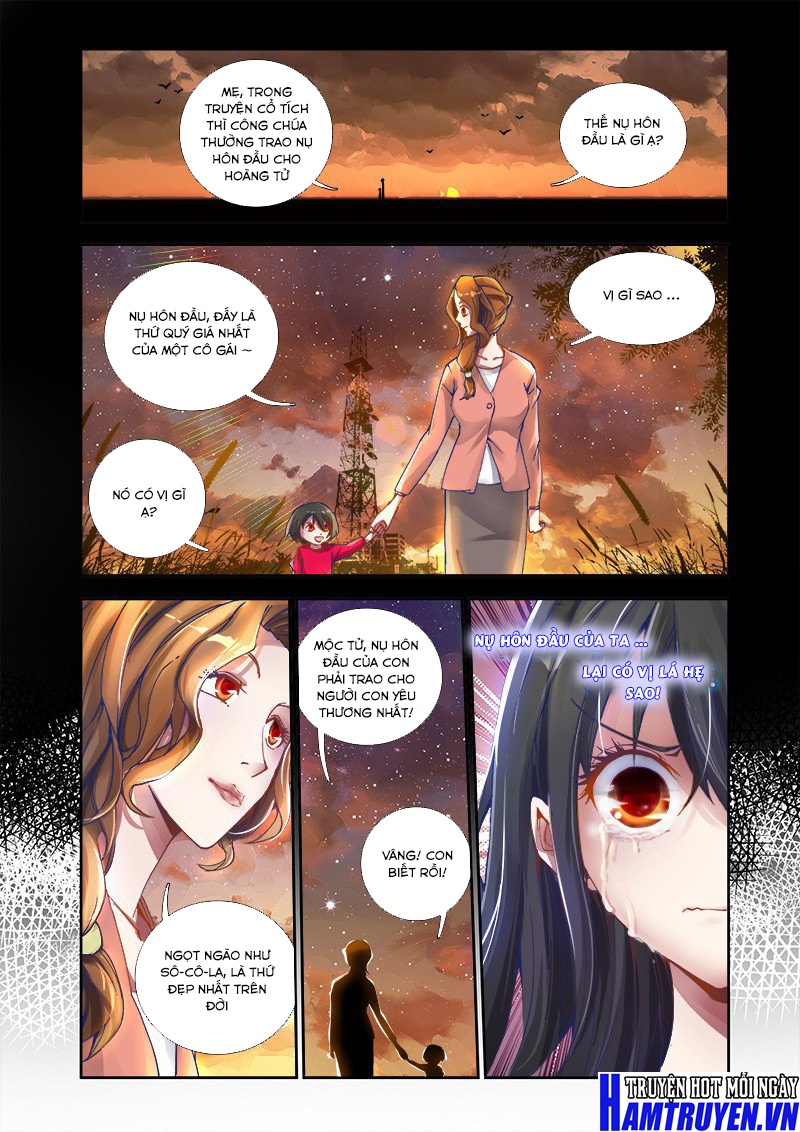 MẸ, TRONG
TRUYỆN CỔ TÍCH
THÌ CÔNG CHÚA
THƯỜNG TRAO NỤ
HÔN ĐẦU CHO
HOÀNG TỬ
THẾ NỤ HÔN
ĐẦU LÀ GÌ Ạ?
NỤ HÔN ĐẦU, ĐẤY LÀ
THỨ QUÝ GIÁ NHẤT
CỦA MỘT CÔ GÁI ~
VỊ GÌ SAO ...
NÓ CÓ VỊ GÌ
Ạ?
NGỌT NGÀO NHƯ
SÔ-CÔ-LA, LÀ THỨ
ĐẸP NHẤT TRÊN
ĐỜI
MỘC TỬ, NỤ HÔN
ĐẦU CỦA CON
PHẢI TRAO CHO
NGƯỜI CON YÊU
THƯƠNG NHẤT!
VÂNG! CON
BIẾT RỒI!
NỤ HÔN ĐẦU CỦA TA ...
LẠI CÓ VỊ LÁ HẸ
SAO!
TRUYỆN HOT MỖI NGÀY
HAMTRUYEN.VN